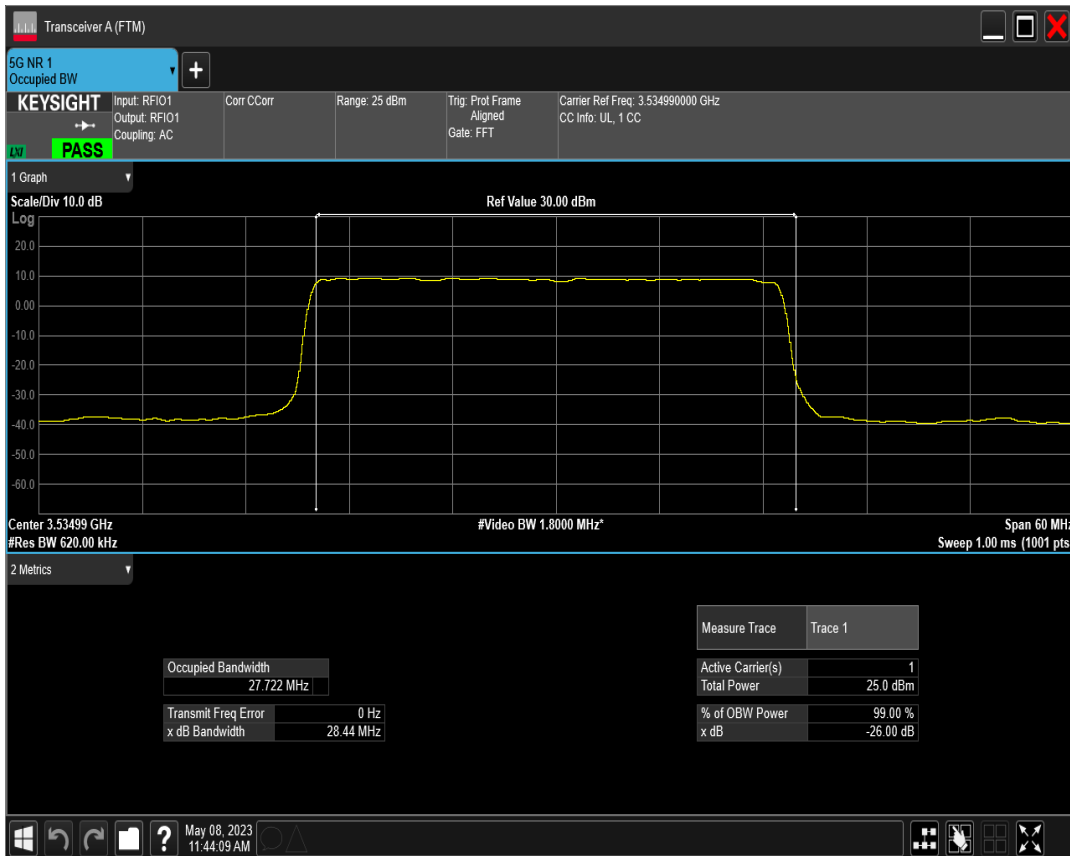 Transceiver A (FTM)
5G NR 1
Occupied BW
+
KEYSIGHT
LXI
PASS
Input: RFIO1
Output: RFIO1
Coupling: AC
Corr CCorr
Range: 25 dBm
Trig: Prot Frame
Aligned
Gate: FFT
Carrier Ref Freq: 3.534990000 GHz
CC Info: UL, 1 CC
1 Graph
Scale/Div 10.0 dB
Ref Value 30.00 dBm
Log
20.0
10.0
0.00
-10.0
-20.0
-30.0
-40.0
-50.0
-60.0
Center 3.53499 GHz
#Video BW 1.8000 MHz*
Span 60 MHz
#Res BW 620.00 kHz
Sweep 1.00 ms (1001 pts
2 Metrics
Measure Trace Trace 1
Occupied Bandwidth
27.722 MHz
Active Carrier(s) 1
Total Power 25.0 dBm
Transmit Freq Error 0 Hz
x dB Bandwidth 28.44 MHz
% of OBW Power 99.00 %
x dB -26.00 dB
?
May 08, 2023
11:44:09 AM